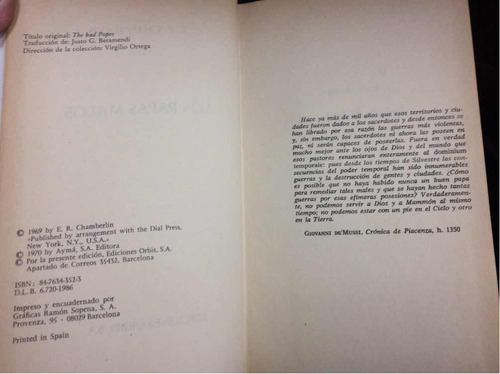 Título original: The bad Popes
Traducción de: Justo G. Beramendi
Dirección de la colección: Virgilio Ortega
© 1969 by E. R. Chamberlin
«Published by arrangement with the Dial Press,
New York, N.Y., U.S.A.»
© 1970 by Aymá, S.A. Editora
© Por la presente edición, Ediciones Orbis, S.A.
Apartado de Correos 35432, Barcelona
ISBN: 84-7634-352-3
D.L. B. 6.720-1986
Impreso y encuadernado por
Gráficas Ramón Sopena, S. A.
Provenza, 95 - 08029 Barcelona
Printed in Spain
Hace ya más de mil años que esos territorios y ciu-
dades fueron dados a los sacerdotes y desde entonces se
han librado por esa razón las guerras más violentas,
y, sin embargo, los sacerdotes ni ahora las poseen en
paz, ni serán capaces de poseerlas. Fuera en verdad
mucho mejor ante los ojos de Dios y del mundo que
esos pastores renunciaran enteramente al dominium
temporale: pues desde los tiempos de Silvestre las con-
secuencias del poder temporal han sido innumerables
guerras y la destrucción de gentes y ciudades. ¿Cómo
es posible que no haya habido nunca un buen papa
para remediar tales males y que se hayan hecho tantas
guerras por esas efímeras posesiones? Verdaderamen-
te, no podemos servir a Dios y a Mammón al mismo
tiempo; no podemos estar con un pie en el Cielo y otro
en la Tierra.
GIOVANNI DE'MUSSI, Crónica de Piacenza, h. 1350